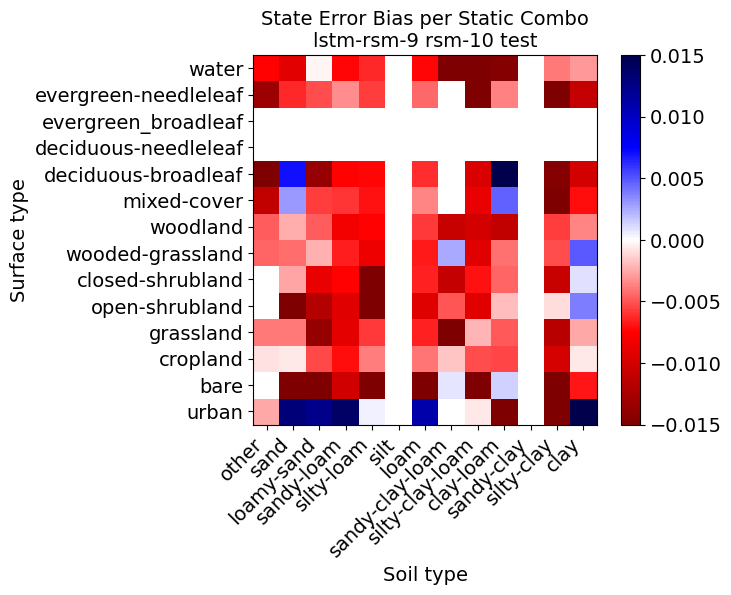 State Error Bias per Static Combo
lstm-rsm-9 rsm-10 test
Surface type
water
evergreen-needleleaf
evergreen_broadleaf
deciduous-needleleaf
deciduous-broadleaf
mixed-cover
woodland
wooded-grassland
closed-shrubland
open-shrubland
grassland
cropland
bare
urban
other
sand
loamy-sand
sandy-loam
silty-loam
silt
loam
sandy-clay-loam
silty-clay-loam
clay-loam
sandy-clay
silty-clay
clay
Soil type
0.015
0.010
0.005
0.000
−0.005
−0.010
−0.015